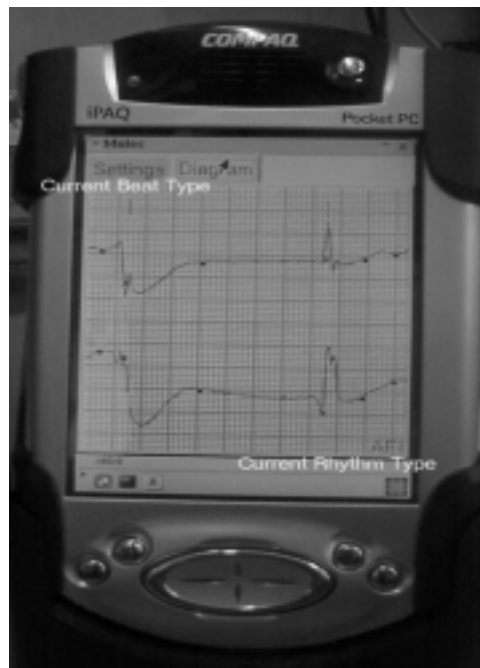 COMPAQ
iPAQ
Pocket PC
Settings Diagram
Current Beat Type
Current Rhythm Type